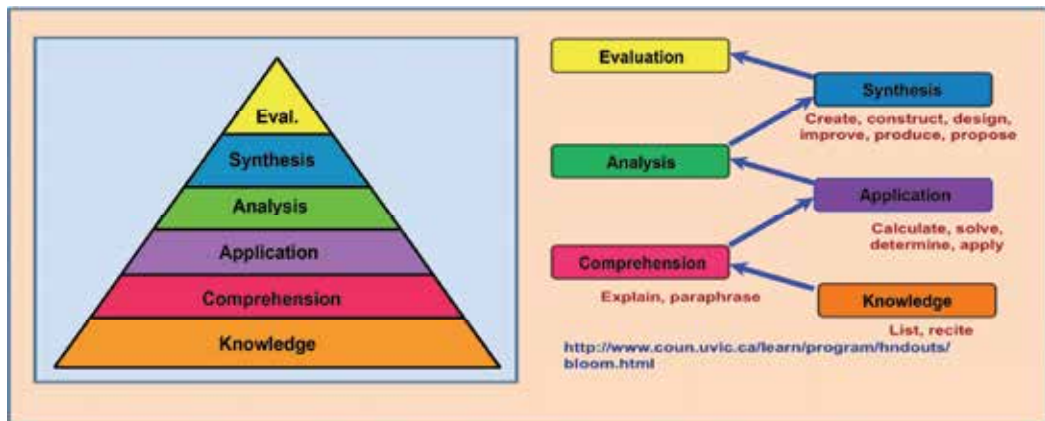 Eval.
Synthesis
Analysis
Application
Comprehension
Knowledge
Evaluation
Synthesis
Create, construct, design,
improve, produce, propose
Analysis
Application
Calculate, solve,
determine, apply
Comprehension
Explain, paraphrase
Knowledge
List, recite
http://www.coun.uvic.ca/learn/program/hndouts/
bloom.html